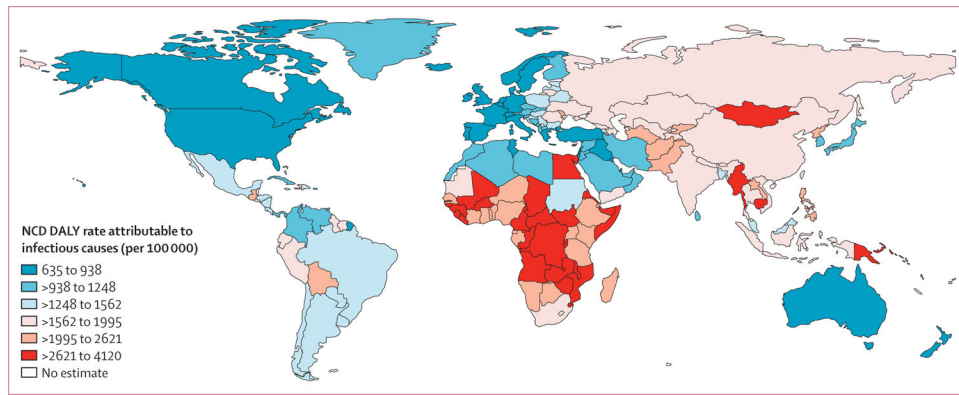 NCD DALY rate attributable to
infectious causes (per 100 000)
635 to 938
>938 to 1248
>1248 to 1562
>1562 to 1995
>1995 to 2621
>2621 to 4120
No estimate